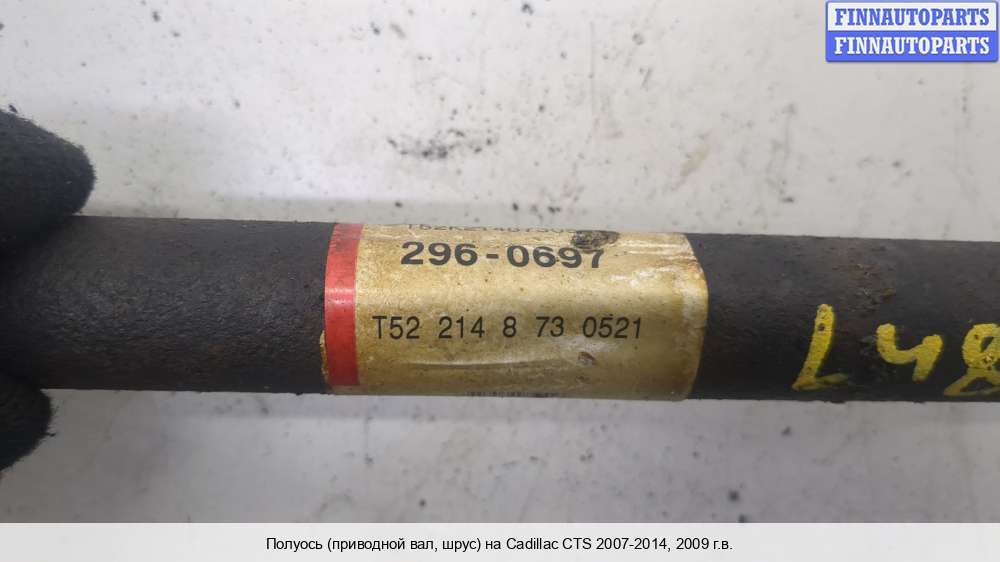 FINNAUTOPARTS
FINNAUTOPARTS
296-0697
T52 214 8 73 0521
Полуось (приводной вал, шрус) на Cadillac CTS 2007-2014, 2009 г.в.